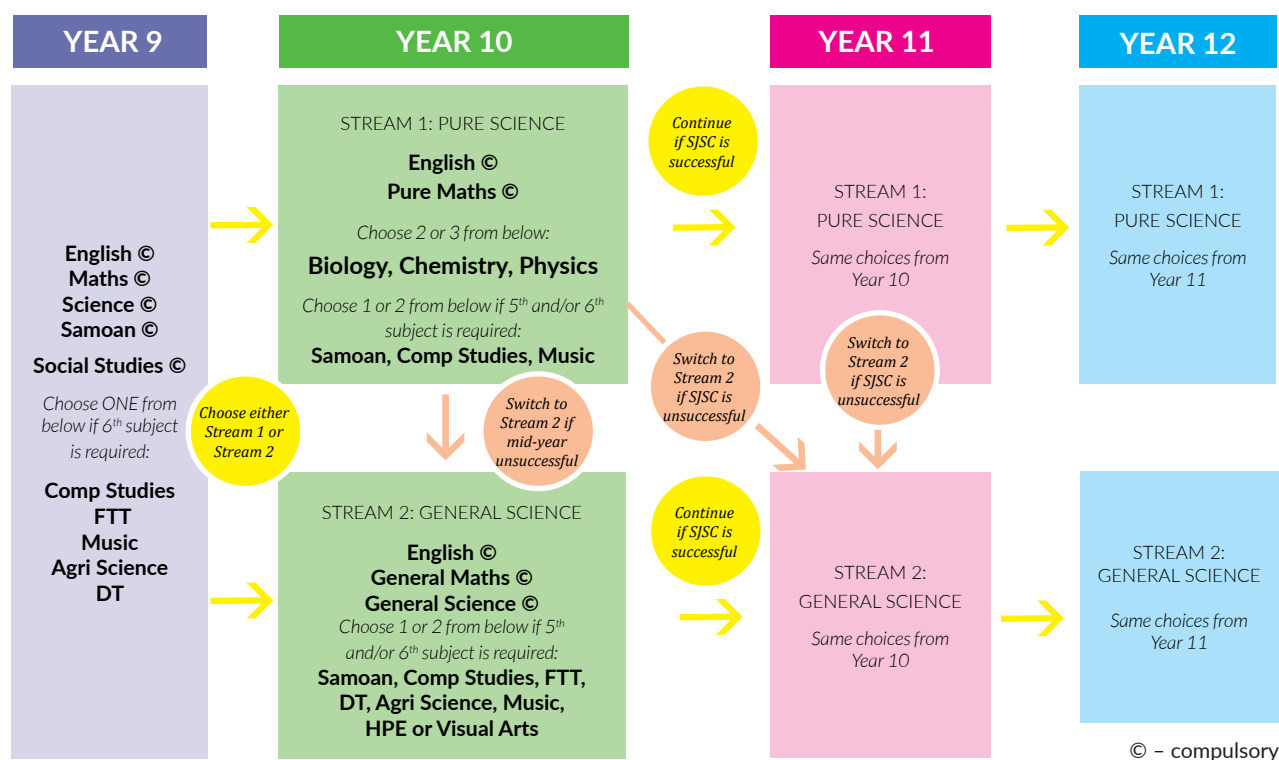 YEAR 9
English ©
Maths ©
Science ©
Samoan ©
Social Studies ©
Choose ONE from
below if 6th subject
is required:
Comp Studies
FTT
Music
Agri Science
DT
Choose either
Stream 1 or
Stream 2
YEAR 10
STREAM 1: PURE SCIENCE
English ©
Pure Maths ©
Choose 2 or 3 from below:
Biology, Chemistry, Physics
Choose 1 or 2 from below if 5th and/or 6th
subject is required:
Samoan, Comp Studies, Music
Switch to
Stream 2 if
mid-year
unsuccessful
STREAM 2: GENERAL SCIENCE
English ©
General Maths ©
General Science ©
Choose 1 or 2 from below if 5th
and/or 6th subject is required:
Samoan, Comp Studies, FTT,
DT, Agri Science, Music,
HPE or Visual Arts
Continue
if SJSC is
successful
Switch to
Stream 2
if SJSC is
unsuccessful
Continue
if SJSC is
successful
YEAR 11
STREAM 1:
PURE SCIENCE
Same choices from
Year 10
Switch to
Stream 2
if SJSC is
unsuccessful
STREAM 2:
GENERAL SCIENCE
Same choices from
Year 10
YEAR 12
STREAM 1:
PURE SCIENCE
Same choices from
Year 11
STREAM 2:
GENERAL SCIENCE
Same choices from
Year 11
© – compulsory